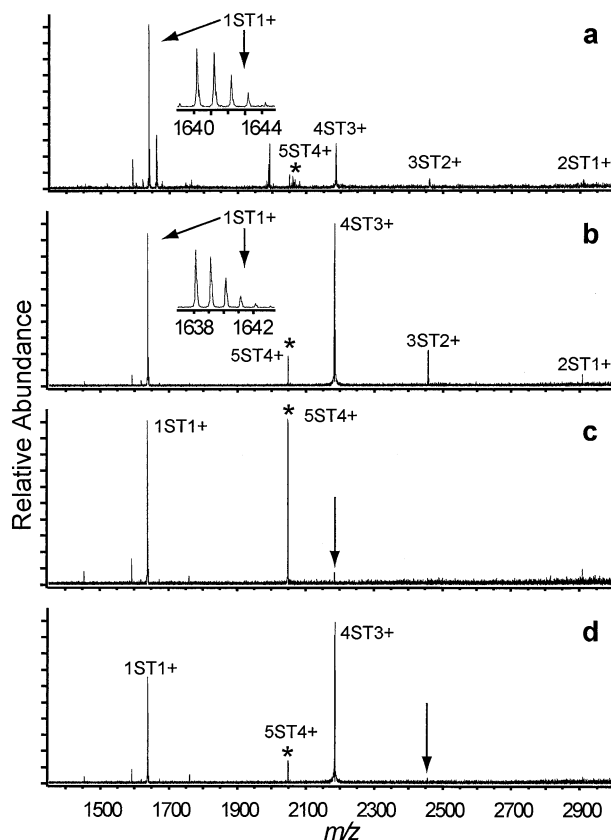 1ST1+
a
1640 1644
4ST3+
5ST4+
*
3ST2+
2ST1+
1ST1+
b
4ST3+
1638 1642
*
5ST4+
3ST2+
2ST1+
Relative Abundance
* 5ST4+
1ST1+
c
d
4ST3+
1ST1+
5ST4+
*
1500 1700 1900 2100 2300 2500 2700 2900
m/z